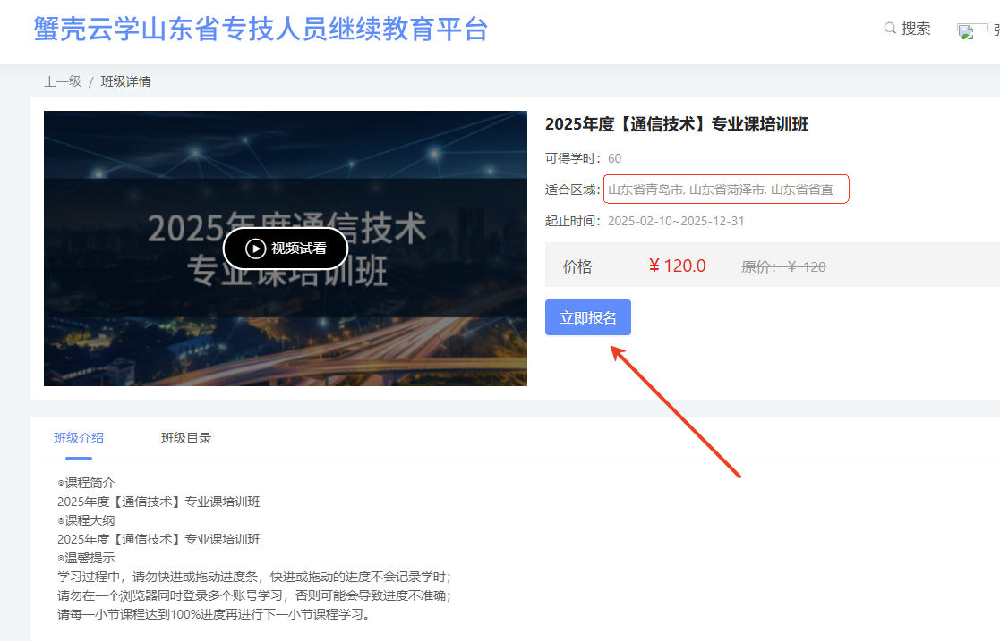 蟹壳云学山东省专技人员继续教育平台
搜索
上一级 / 班级详情
2025年度通信技术
专业课培训班
视频试看
2025年度【通信技术】专业课培训班
可得学时：60
适合区域：山东省青岛市, 山东省菏泽市, 山东省省直
起止时间：2025-02-10~2025-12-31
价格 ¥ 120.0 原价：¥ 120
立即报名
班级介绍 班级目录
⊙课程简介
2025年度【通信技术】专业课培训班
⊙课程大纲
2025年度【通信技术】专业课培训班
⊙温馨提示
学习过程中，请勿快进或拖动进度条，快进或拖动的进度不会记录学时；
请勿在一个浏览器同时登录多个账号学习，否则可能会导致进度不准确；
请每一小节课程达到100%进度再进行下一小节课程学习。